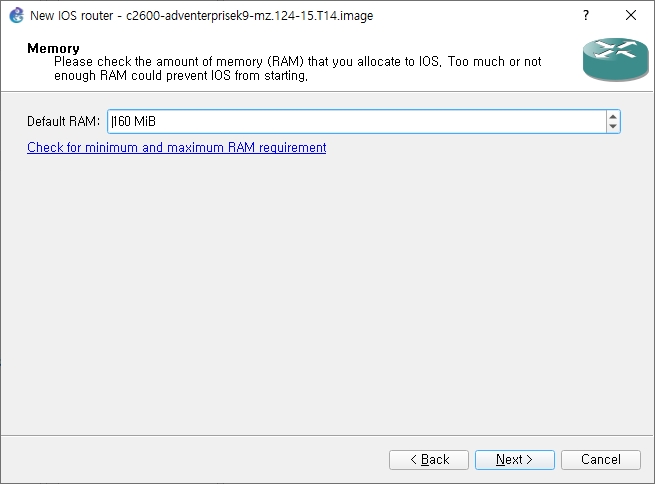 New IOS router - c2600-adventerprisek9-mz.124-15.T14.image
Memory
Please check the amount of memory (RAM) that you allocate to IOS. Too much or not
enough RAM could prevent IOS from starting.
Default RAM: 160 MiB
Check for minimum and maximum RAM requirement
< Back Next > Cancel